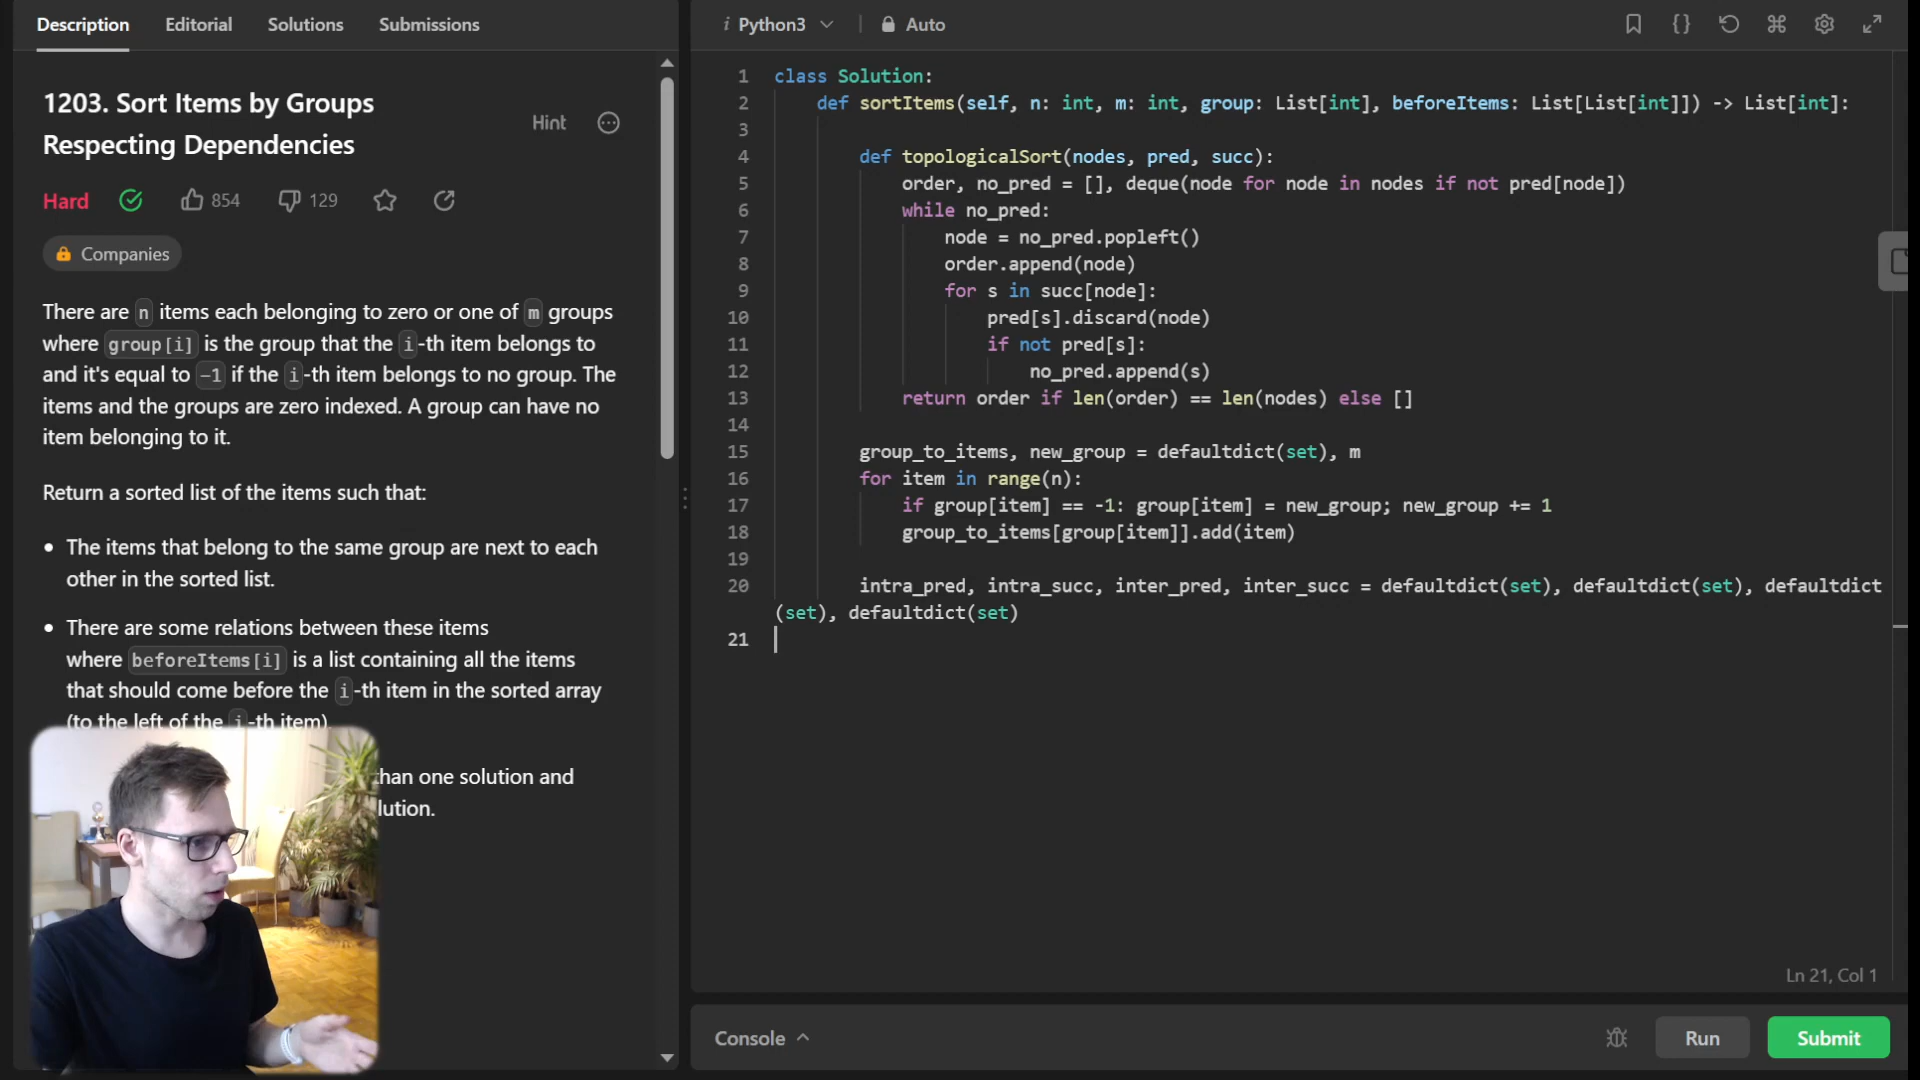 Description Editorial Solutions Submissions
1203. Sort Items by Groups
Respecting Dependencies
Hint
Hard 854 129
Companies
There are n items each belonging to zero or one of m groups
where group[i] is the group that the i-th item belongs to
and it's equal to -1 if the i-th item belongs to no group. The
items and the groups are zero indexed. A group can have no
item belonging to it.
Return a sorted list of the items such that:
• The items that belong to the same group are next to each
other in the sorted list.
• There are some relations between these items
where beforeItems[i] is a list containing all the items
that should come before the i-th item in the sorted array
(to the left of the i-th item).
than one solution and
lution.
i Python3 Auto
1 class Solution:
2 def sortItems(self, n: int, m: int, group: List[int], beforeItems: List[List[int]]) -> List[int]:
3
4 def topologicalSort(nodes, pred, succ):
5 order, no_pred = [], deque(node for node in nodes if not pred[node])
6 while no_pred:
7 node = no_pred.popleft()
8 order.append(node)
9 for s in succ[node]:
10 pred[s].discard(node)
11 if not pred[s]:
12 no_pred.append(s)
13 return order if len(order) == len(nodes) else []
14
15 group_to_items, new_group = defaultdict(set), m
16 for item in range(n):
17 if group[item] == -1: group[item] = new_group; new_group += 1
18 group_to_items[group[item]].add(item)
19
20 intra_pred, intra_succ, inter_pred, inter_succ = defaultdict(set), defaultdict(set), defaultdict
(set), defaultdict(set)
21
Ln 21, Col 1
Console Run Submit